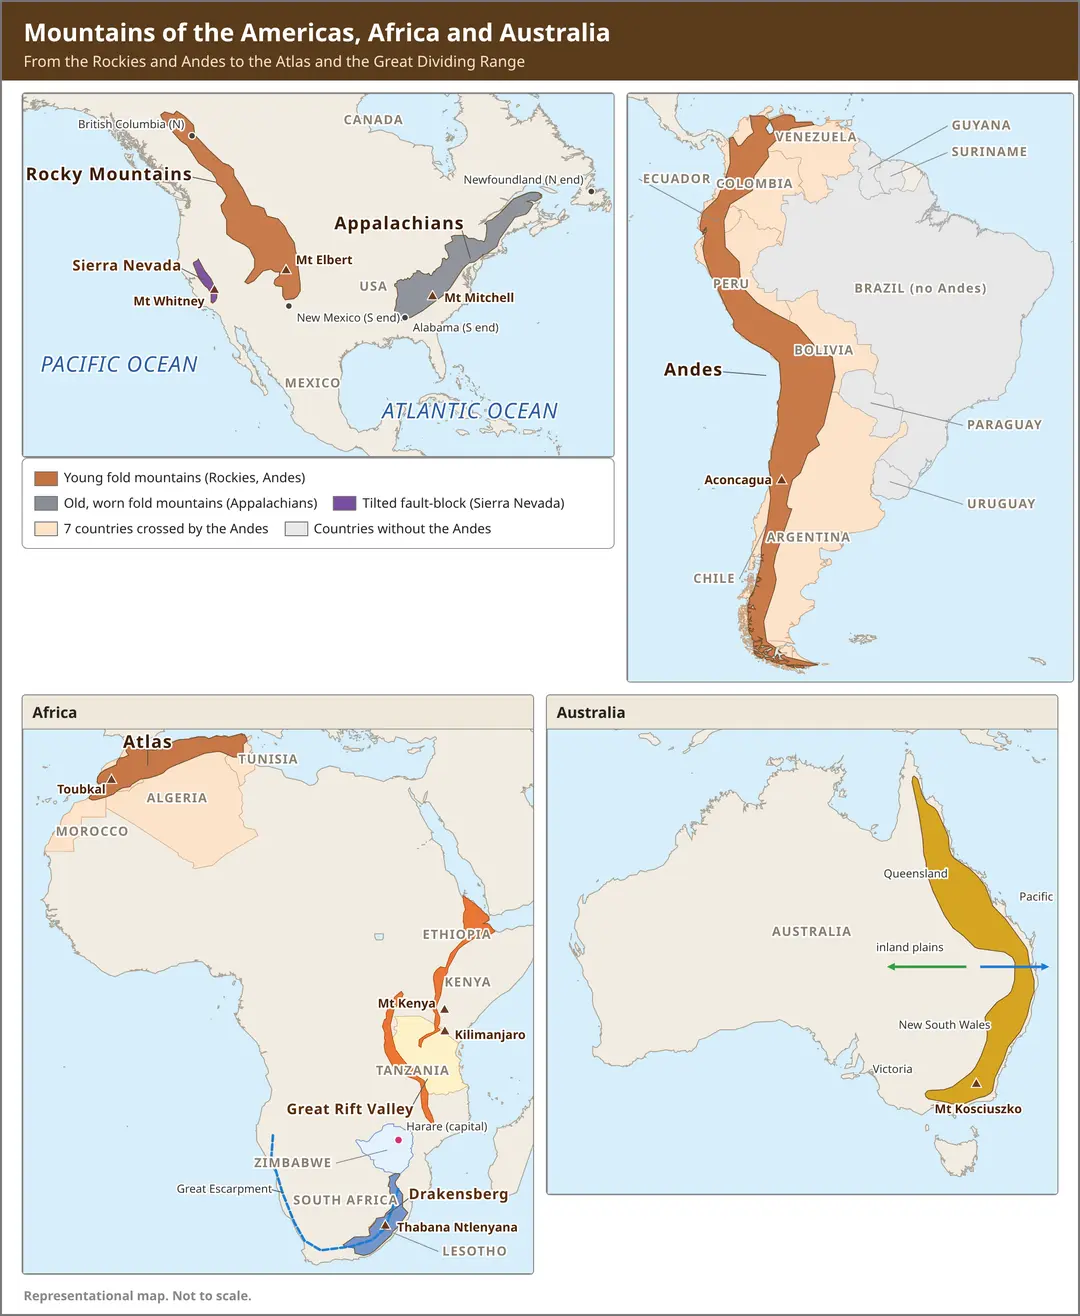 Mountains of the Americas, Africa and Australia
From the Rockies and Andes to the Atlas and the Great Dividing Range
British Columbia (N)
CANADA
Rocky Mountains
Newfoundland (N end)
Appalachians
Sierra Nevada
Mt Elbert
USA
Mt Whitney
Mt Mitchell
New Mexico (S end)
Alabama (S end)
PACIFIC OCEAN
MEXICO
ATLANTIC OCEAN
Young fold mountains (Rockies, Andes)
Old, worn fold mountains (Appalachians)
Tilted fault-block (Sierra Nevada)
7 countries crossed by the Andes
Countries without the Andes
GUYANA
VENEZUELA
SURINAME
ECUADOR
COLOMBIA
PERU
BRAZIL (no Andes)
BOLIVIA
Andes
PARAGUAY
Aconcagua
URUGUAY
ARGENTINA
CHILE
Africa
Atlas
TUNISIA
Toubkal
ALGERIA
MOROCCO
ETHIOPIA
KENYA
Mt Kenya
Kilimanjaro
TANZANIA
Great Rift Valley
Harare (capital)
ZIMBABWE
Great Escarpment
SOUTH AFRICA
Drakensberg
Thabana Ntlenyana
LESOTHO
Australia
Queensland
Pacific
AUSTRALIA
inland plains
New South Wales
Victoria
Mt Kosciuszko
Representational map. Not to scale.